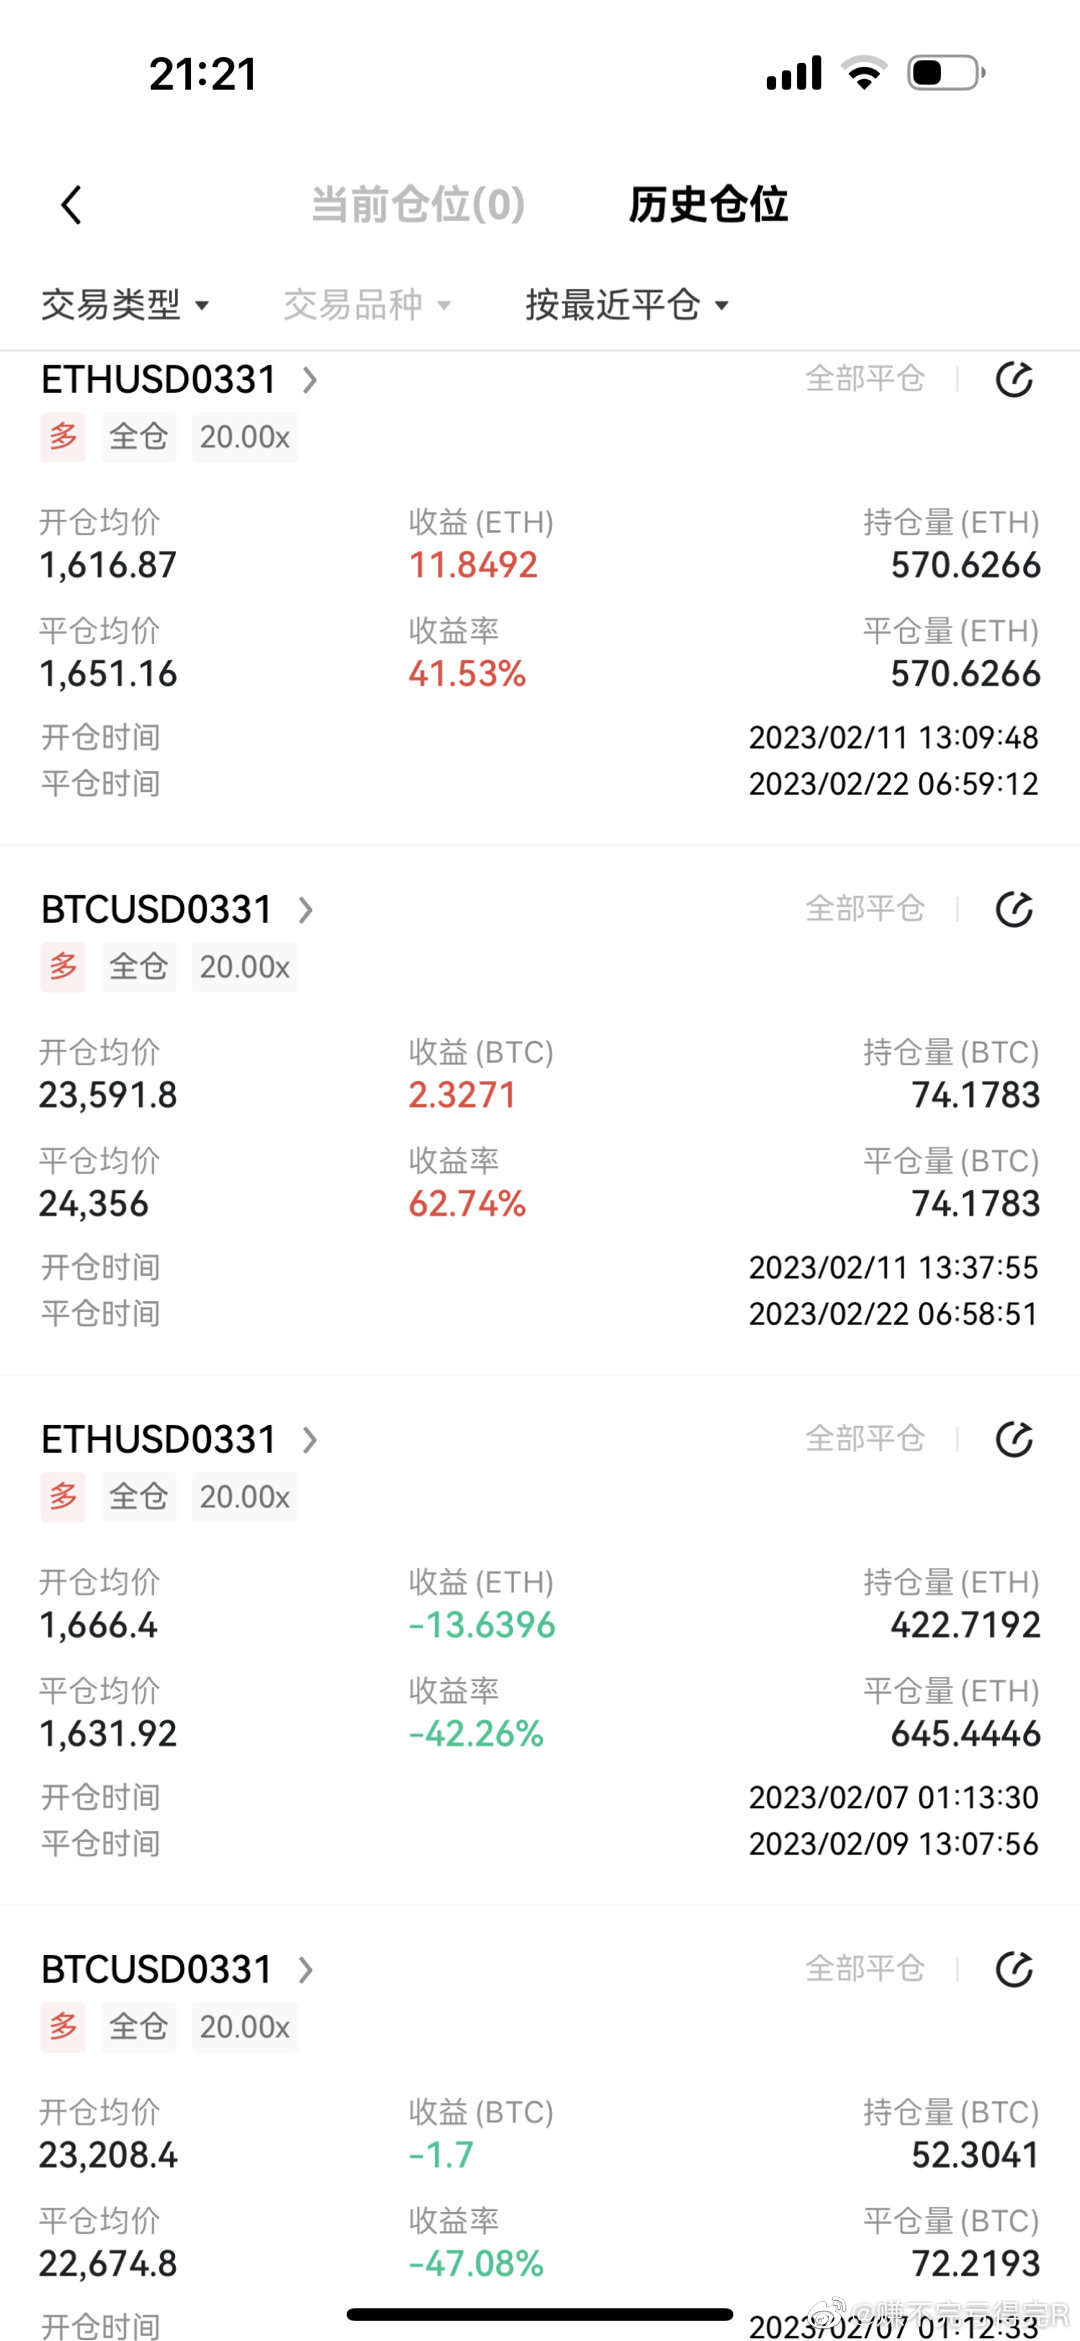 21:21
当前仓位(0) 历史仓位
交易类型 交易品种 按最近平仓
ETHUSD0331 全部平仓
多 全仓 20.00x
开仓均价 收益 (ETH) 持仓量 (ETH)
1,616.87 11.8492 570.6266
平仓均价 收益率 平仓量 (ETH)
1,651.16 41.53% 570.6266
开仓时间 2023/02/11 13:09:48
平仓时间 2023/02/22 06:59:12
BTCUSD0331 全部平仓
多 全仓 20.00x
开仓均价 收益 (BTC) 持仓量 (BTC)
23,591.8 2.3271 74.1783
平仓均价 收益率 平仓量 (BTC)
24,356 62.74% 74.1783
开仓时间 2023/02/11 13:37:55
平仓时间 2023/02/22 06:58:51
ETHUSD0331 全部平仓
多 全仓 20.00x
开仓均价 收益 (ETH) 持仓量 (ETH)
1,666.4 -13.6396 422.7192
平仓均价 收益率 平仓量 (ETH)
1,631.92 -42.26% 645.4446
开仓时间 2023/02/07 01:13:30
平仓时间 2023/02/09 13:07:56
BTCUSD0331 全部平仓
多 全仓 20.00x
开仓均价 收益 (BTC) 持仓量 (BTC)
23,208.4 -1.7 52.3041
平仓均价 收益率 平仓量 (BTC)
22,674.8 -47.08% 72.2193
开仓时间 2023/02/07 01:12:33
@赚不完亏得完R